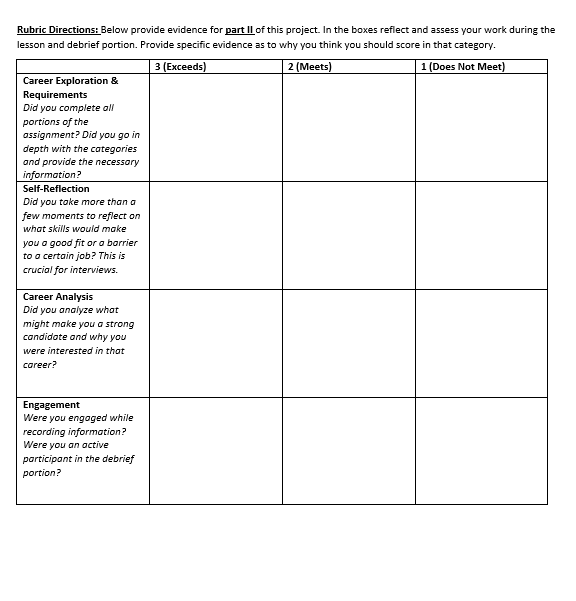 Rubric Directions: Below provide evidence for part II of this project. In the boxes reflect and assess your work during the
lesson and debrief portion. Provide specific evidence as to why you think you should score in that category.
3 (Exceeds) 2 (Meets) 1 (Does Not Meet)
Career Exploration &
Requirements
Did you complete all
portions of the
assignment? Did you go in
depth with the categories
and provide the necessary
information?
Self-Reflection
Did you take more than a
few moments to reflect on
what skills would make
you a good fit or a barrier
to a certain job? This is
crucial for interviews.
Career Analysis
Did you analyze what
might make you a strong
candidate and why you
were interested in that
career?
Engagement
Were you engaged while
recording information?
Were you an active
participant in the debrief
portion?